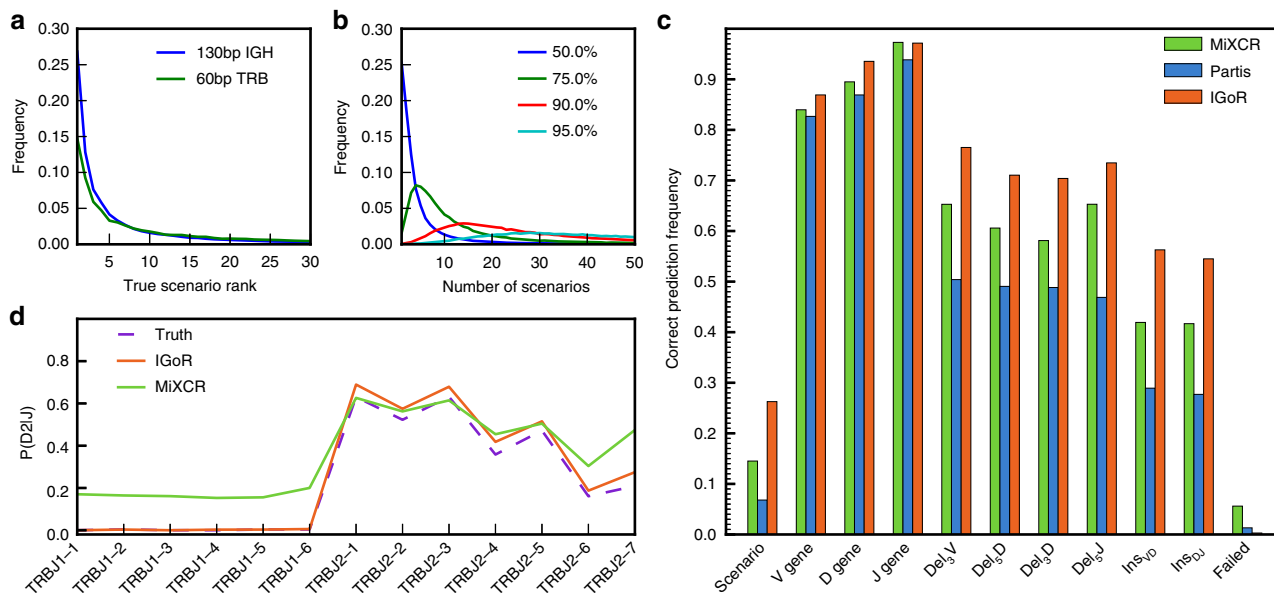 a
0.30
0.25
0.20
0.15
0.10
0.05
0.00
Frequency
130bp IGH
60bp TRB
5 10 15 20 25 30
True scenario rank
b
0.30
0.25
0.20
0.15
0.10
0.05
0.00
Frequency
50.0%
75.0%
90.0%
95.0%
10 20 30 40 50
Number of scenarios
c
0.9
0.8
0.7
0.6
0.5
0.4
0.3
0.2
0.1
0.0
Correct prediction frequency
MiXCR
Partis
IGoR
Scenario
V gene
D gene
J gene
Del₃V
Del₅D
Del₃D
Del₅J
Ins_VD
Ins_DJ
Failed
d
0.8
0.6
0.4
0.2
0.0
P(D2|J)
Truth
IGoR
MiXCR
TRBJ1−1
TRBJ1−2
TRBJ1−3
TRBJ1−4
TRBJ1−5
TRBJ1−6
TRBJ2−1
TRBJ2−2
TRBJ2−3
TRBJ2−4
TRBJ2−5
TRBJ2−6
TRBJ2−7